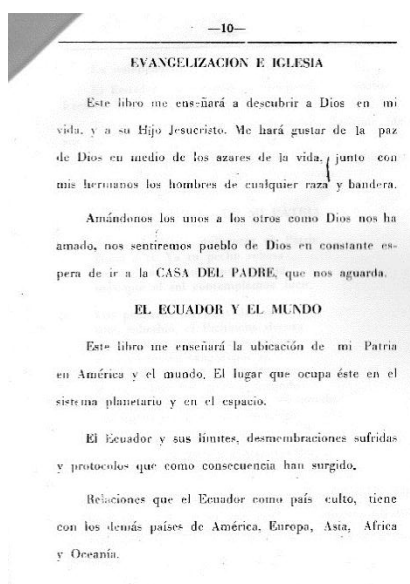 —10—
EVANGELIZACION E IGLESIA
Este libro me enseñará a descubrir a Dios en mi
vida, y a su Hijo Jesucristo. Me hará gustar de la paz
de Dios en medio de los azares de la vida, junto con
mis hermanos los hombres de cualquier raza y bandera.
Amándonos los unos a los otros como Dios nos ha
amado, nos sentiremos pueblo de Dios en constante es-
pera de ir a la CASA DEL PADRE, que nos aguarda.
EL ECUADOR Y EL MUNDO
Este libro me enseñará la ubicación de mi Patria
en América y el mundo. El lugar que ocupa éste en el
sistema planetario y en el espacio.
El Ecuador y sus límites, desmembraciones sufridas
y protocolos que como consecuencia han surgido.
Relaciones que el Ecuador como país culto, tiene
con los demás países de América, Europa, Asia, Africa
y Oceanía.